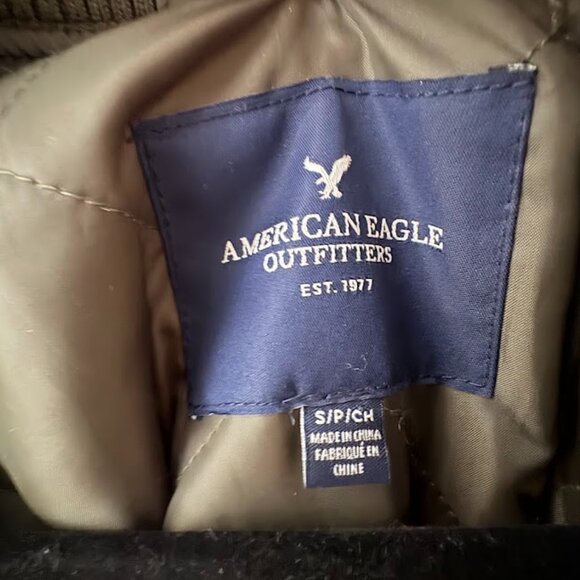 AMERICAN EAGLE
OUTFITTERS
EST. 1977
S/P/CH
MADE IN CHINA
FABRIQUÉ EN
CHINE